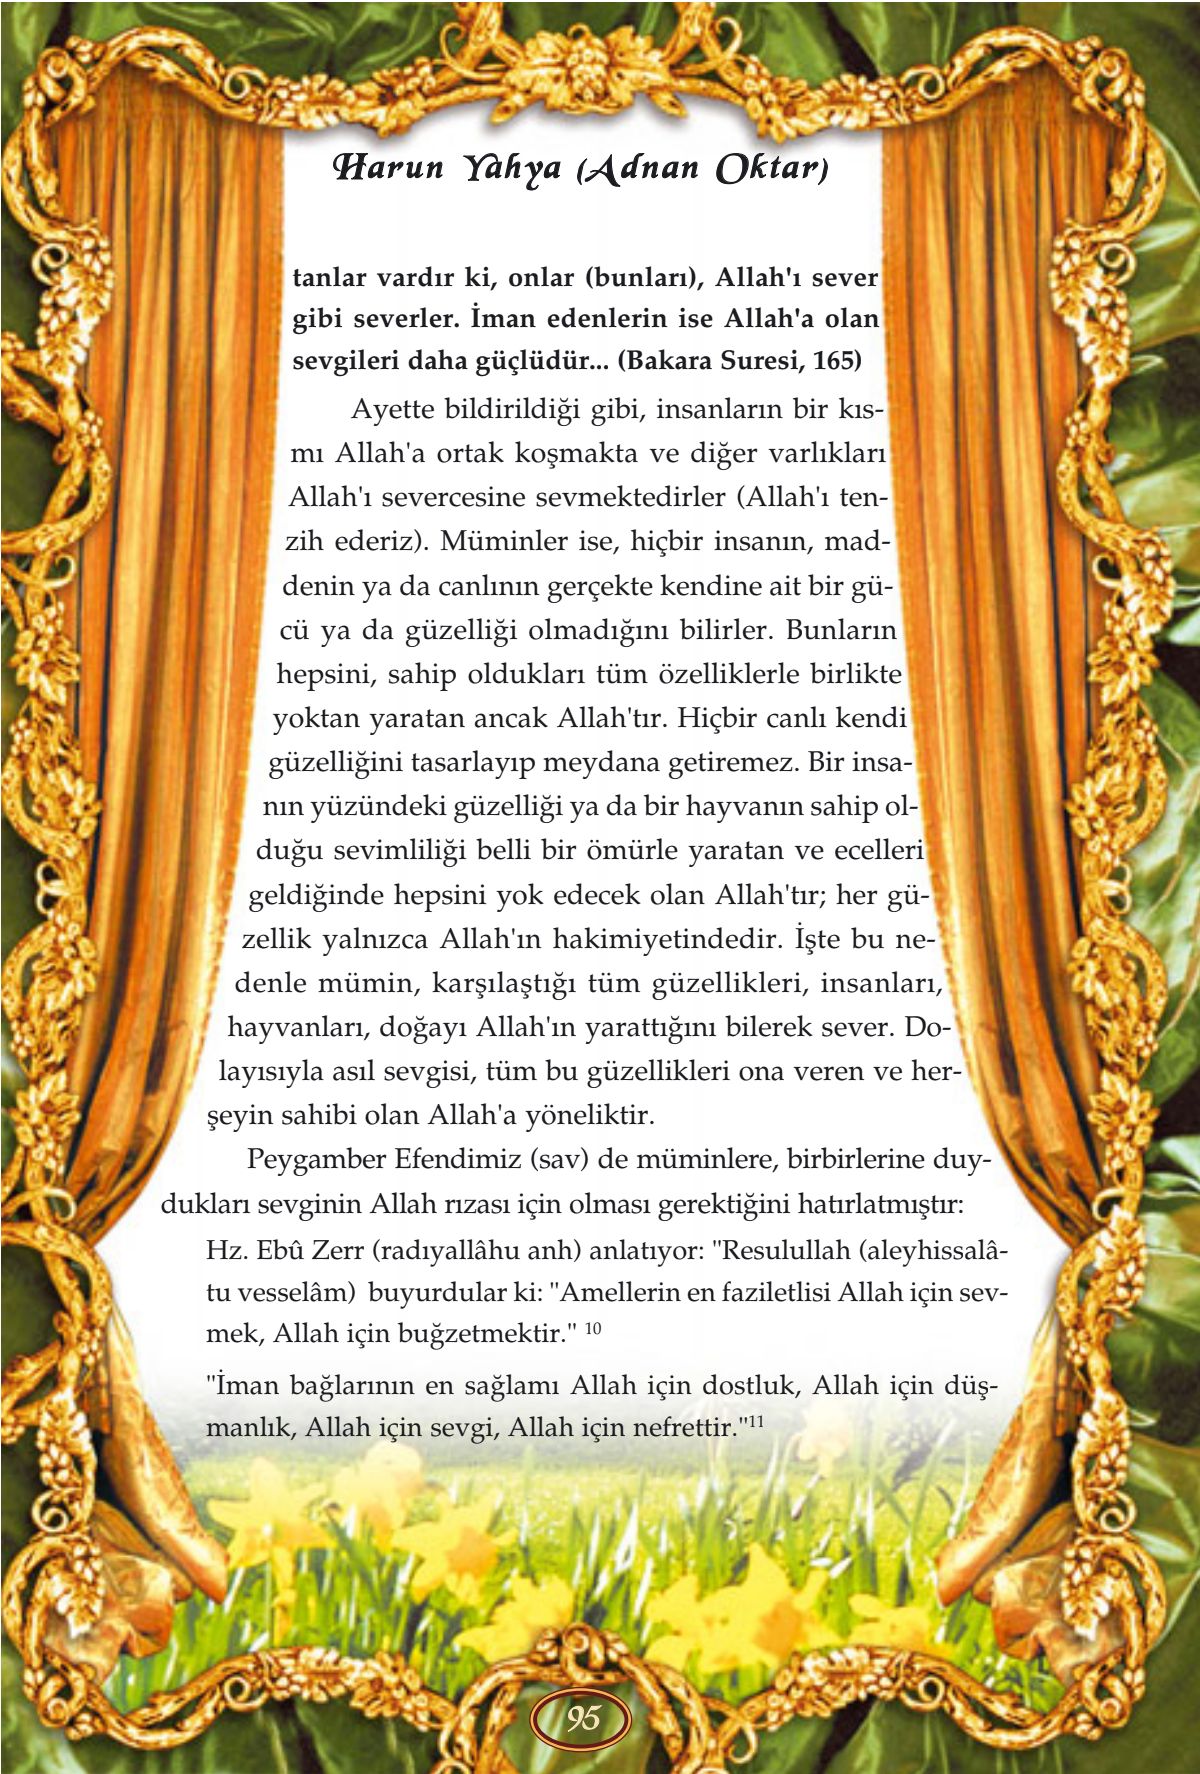 Harun Yahya (Adnan Oktar)
tanlar vardır ki, onlar (bunları), Allah'ı sever
gibi severler. İman edenlerin ise Allah'a olan
sevgileri daha güçlüdür... (Bakara Suresi, 165)
Ayette bildirildiği gibi, insanların bir kıs-
mı Allah'a ortak koşmakta ve diğer varlıkları
Allah'ı severcesine sevmektedirler (Allah'ı ten-
zih ederiz). Müminler ise, hiçbir insanın, mad-
denin ya da canlının gerçekte kendine ait bir gü-
cü ya da güzelliği olmadığını bilirler. Bunların
hepsini, sahip oldukları tüm özelliklerle birlikte
yoktan yaratan ancak Allah'tır. Hiçbir canlı kendi
güzelliğini tasarlayıp meydana getiremez. Bir insa-
nın yüzündeki güzelliği ya da bir hayvanın sahip ol-
duğu sevimliliği belli bir ömürle yaratan ve ecelleri
geldiğinde hepsini yok edecek olan Allah'tır; her gü-
zellik yalnızca Allah'ın hakimiyetindedir. İşte bu ne-
denle mümin, karşılaştığı tüm güzellikleri, insanları,
hayvanları, doğayı Allah'ın yarattığını bilerek sever. Do-
layısıyla asıl sevgisi, tüm bu güzellikleri ona veren ve her-
şeyin sahibi olan Allah'a yöneliktir.
Peygamber Efendimiz (sav) de müminlere, birbirlerine duy-
dukları sevginin Allah rızası için olması gerektiğini hatırlatmıştır:
Hz. Ebû Zerr (radıyallâhu anh) anlatıyor: "Resulullah (aleyhissalâ-
tu vesselâm) buyurdular ki: "Amellerin en faziletlisi Allah için sev-
mek, Allah için buğzetmektir." 10
"İman bağlarının en sağlamı Allah için dostluk, Allah için düş-
manlık, Allah için sevgi, Allah için nefrettir."11
95